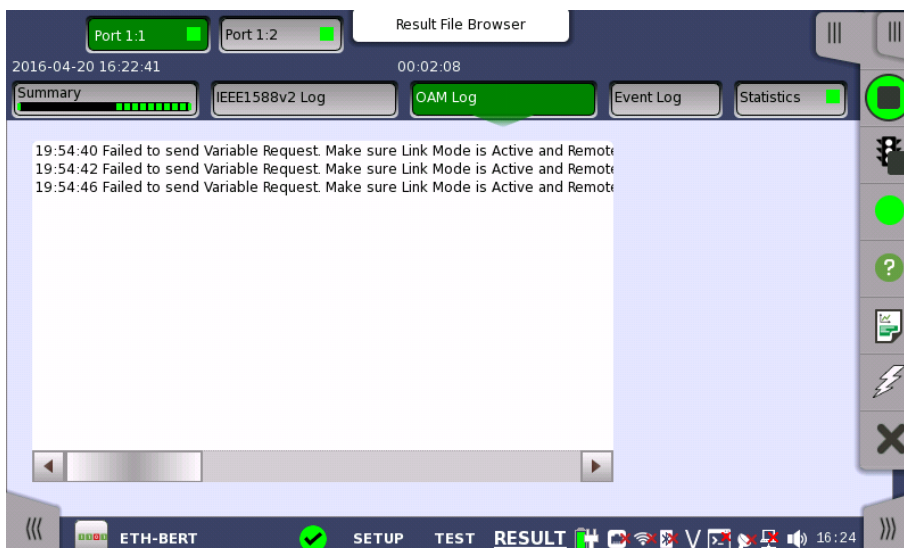 Result File Browser
Port 1:1
Port 1:2
2016-04-20 16:22:41
00:02:08
Summary
IEEE1588v2 Log
OAM Log
Event Log
Statistics
19:54:40 Failed to send Variable Request. Make sure Link Mode is Active and Remote
19:54:42 Failed to send Variable Request. Make sure Link Mode is Active and Remote
19:54:46 Failed to send Variable Request. Make sure Link Mode is Active and Remote
?
ETH-BERT
SETUP
TEST
RESULT
V
16:24